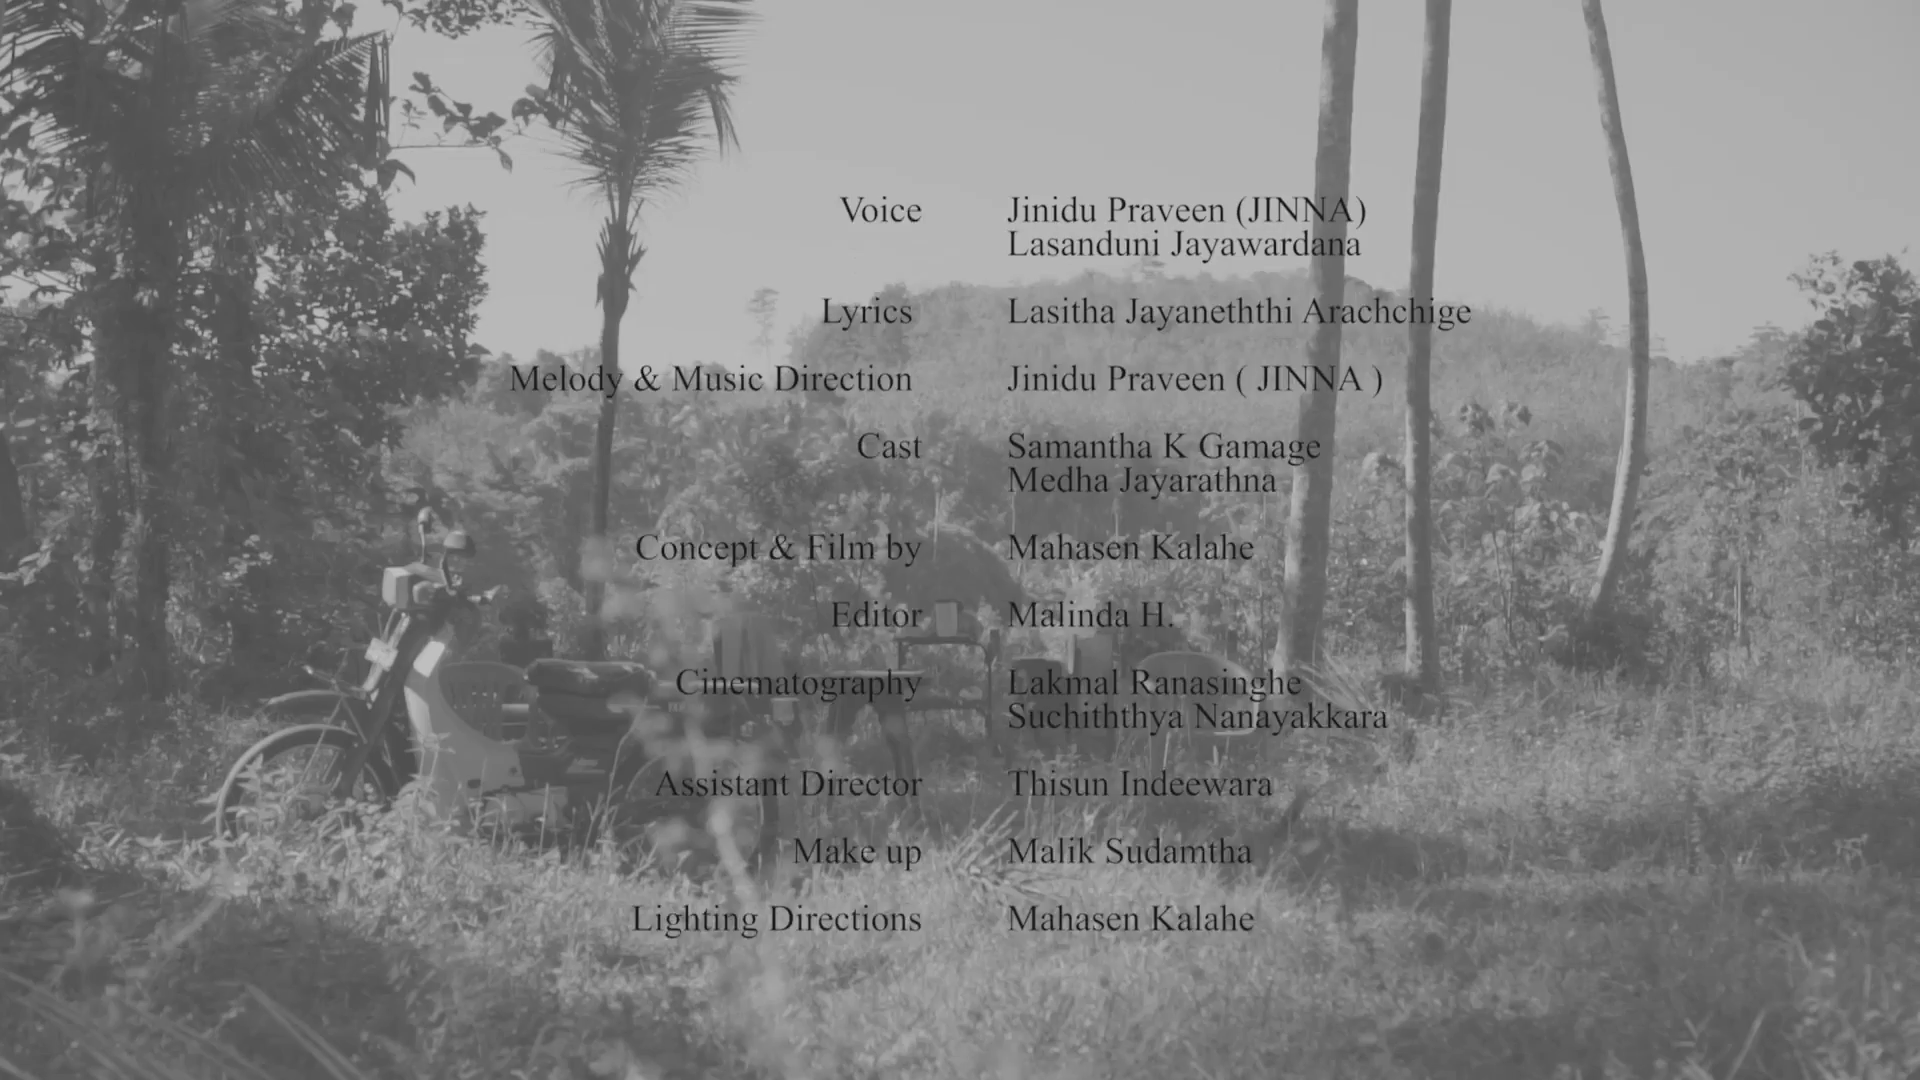 Voice Jinidu Praveen (JINNA)
Lasanduni Jayawardana
Lyrics Lasitha Jayaneththi Arachchige
Melody & Music Direction Jinidu Praveen ( JINNA )
Cast Samantha K Gamage
Medha Jayarathna
Concept & Film by Mahasen Kalahe
Editor Malinda H.
Cinematography Lakmal Ranasinghe
Suchiththya Nanayakkara
Assistant Director Thisun Indeewara
Make up Malik Sudamtha
Lighting Directions Mahasen Kalahe